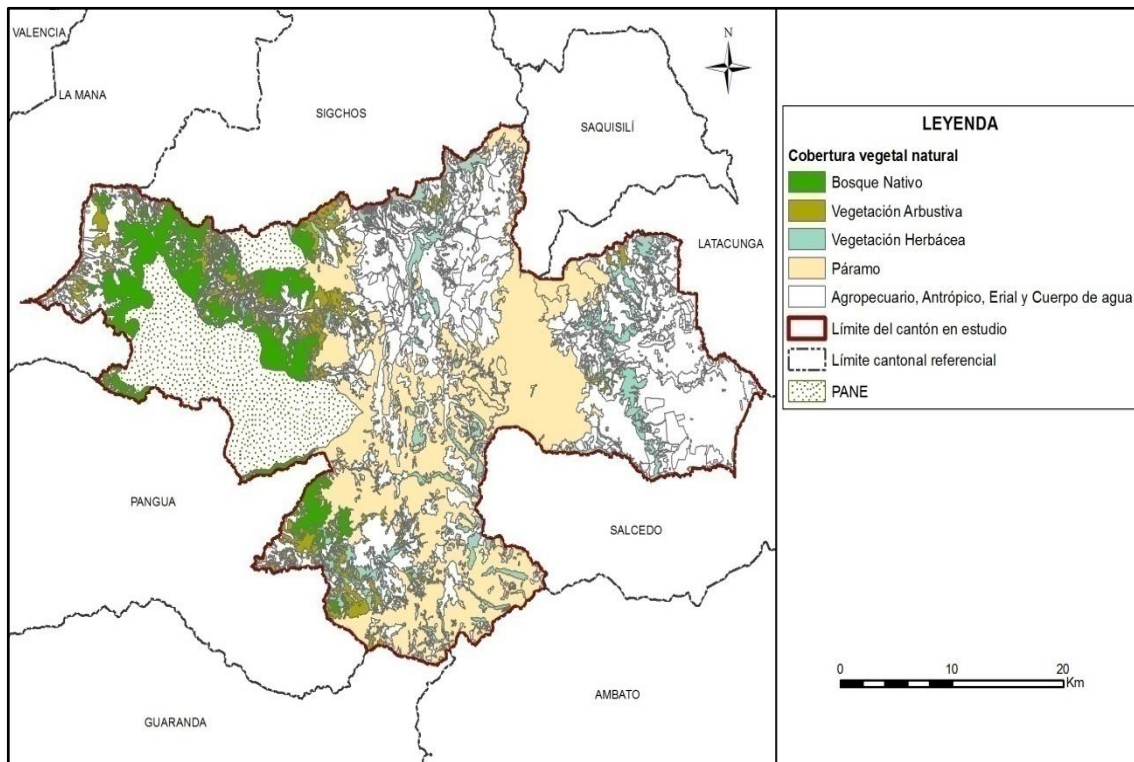 VALENCIA
LA MANA
SIGCHOS
SAQUISILÍ
LATACUNGA
PANGUA
SALCEDO
GUARANDA
AMBATO
N
LEYENDA
Cobertura vegetal natural
Bosque Nativo
Vegetación Arbustiva
Vegetación Herbácea
Páramo
Agropecuario, Antrópico, Erial y Cuerpo de agua
Límite del cantón en estudio
Límite cantonal referencial
PANE
0 10 20
Km